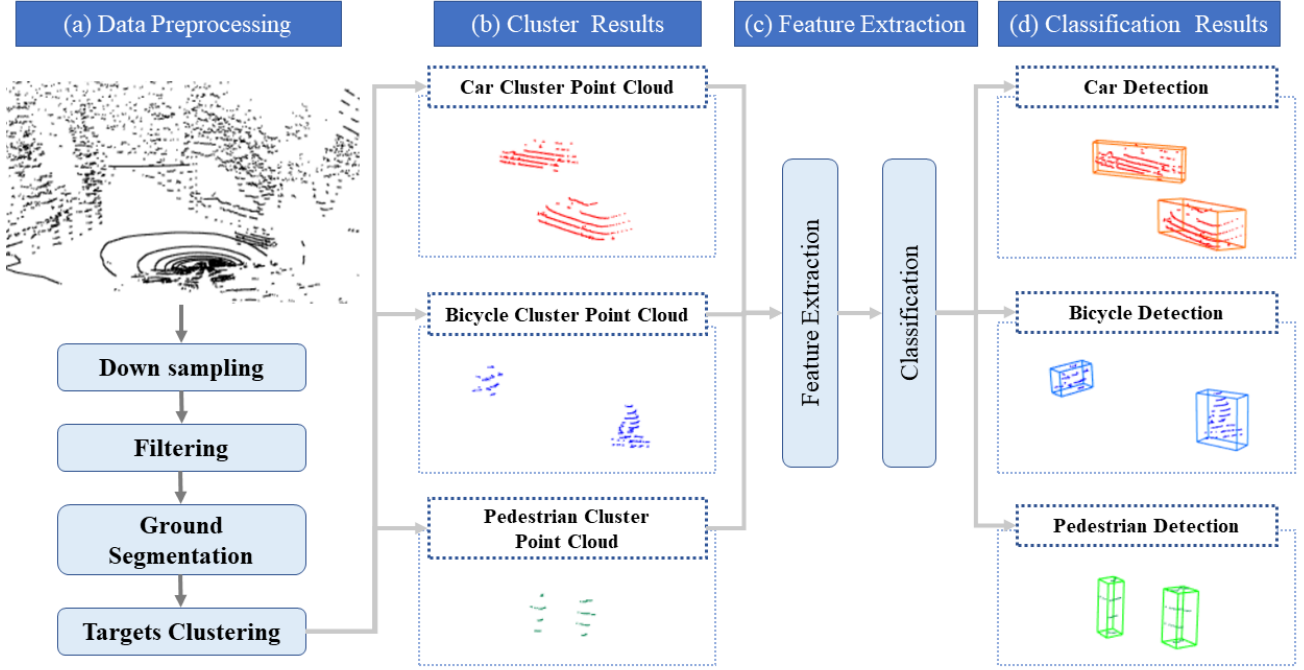 (a) Data Preprocessing
(b) Cluster Results
(c) Feature Extraction
(d) Classification Results
Down sampling
Filtering
Ground
Segmentation
Targets Clustering
Car Cluster Point Cloud
Bicycle Cluster Point Cloud
Pedestrian Cluster
Point Cloud
Feature Extraction
Classification
Car Detection
Bicycle Detection
Pedestrian Detection